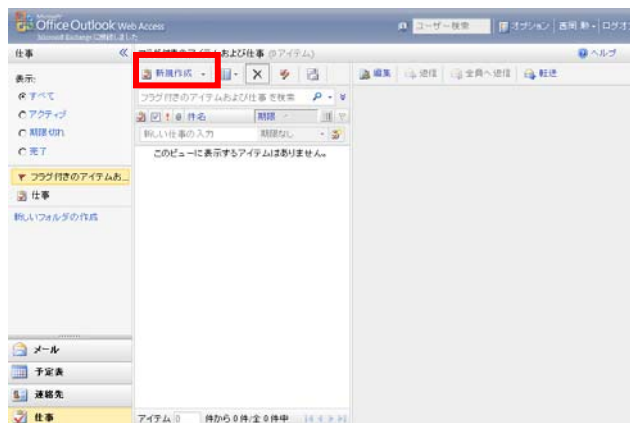 Microsoft
Office Outlook Web Access
Microsoft Exchange に接続しました
ユーザー検索
オプション
ログオ
仕事
フラグ付きのアイテムおよび仕事 (0アイテム)
ヘルプ
表示:
すべて
アクティブ
期限切れ
完了
フラグ付きのアイテムお...
仕事
新しいフォルダの作成
新規作成
編集
返信
全員へ返信
転送
フラグ付きのアイテムおよび仕事 を検索
件名
期限
新しい仕事の入力
期限なし
このビューに表示するアイテムはありません。
メール
予定表
連絡先
仕事
アイテム 0 件から 0 件/全 0 件中